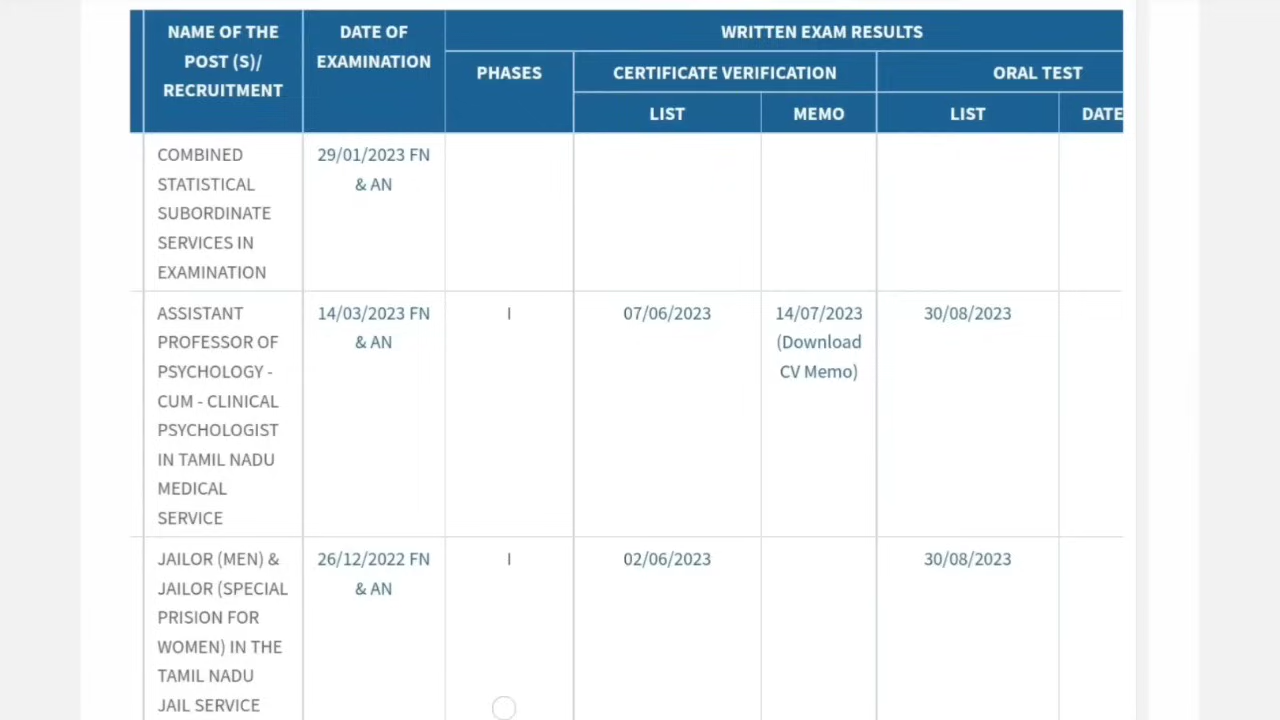 NAME OF THE
POST (S)/
RECRUITMENT
DATE OF
EXAMINATION
WRITTEN EXAM RESULTS
PHASES
CERTIFICATE VERIFICATION
ORAL TEST
LIST
MEMO
LIST
DATE
COMBINED
STATISTICAL
SUBORDINATE
SERVICES IN
EXAMINATION
29/01/2023 FN
& AN
ASSISTANT
PROFESSOR OF
PSYCHOLOGY -
CUM - CLINICAL
PSYCHOLOGIST
IN TAMIL NADU
MEDICAL
SERVICE
14/03/2023 FN
& AN
I
07/06/2023
14/07/2023
(Download
CV Memo)
30/08/2023
JAILOR (MEN) &
JAILOR (SPECIAL
PRISION FOR
WOMEN) IN THE
TAMIL NADU
JAIL SERVICE
26/12/2022 FN
& AN
I
02/06/2023
30/08/2023